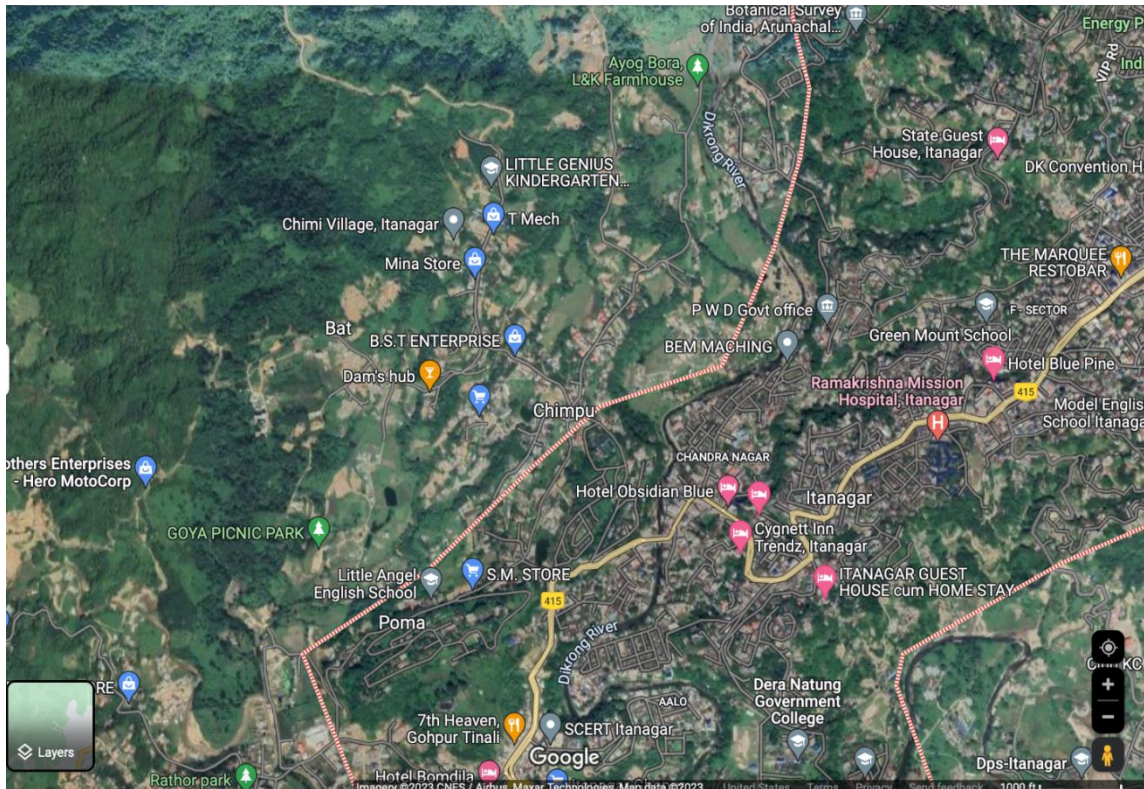 Botanical Survey
of India, Arunachal...
Energy P
Indi
VIP Rd
Ayog Bora,
L&K Farmhouse
Dikrong River
State Guest
House, Itanagar
DK Convention H
LITTLE GENIUS
KINDERGARTEN...
Chimi Village, Itanagar
T Mech
Mina Store
THE MARQUEE
RESTOBAR
P W D Govt office
F- SECTOR
Green Mount School
Bat
B.S.T ENTERPRISE
BEM MACHING
Hotel Blue Pine
Dam's hub
Ramakrishna Mission
Hospital, Itanagar
415
Chimpu
Model English
School Itanaga
CHANDRA NAGAR
others Enterprises
- Hero MotoCorp
Hotel Obsidian Blue
Itanagar
GOYA PICNIC PARK
Cygnett Inn
Trendz, Itanagar
Little Angel
English School
S.M. STORE
ITANAGAR GUEST
HOUSE cum HOME STAY
415
Poma
Dikrong River
RE
AALO
Dera Natung
Government
College
7th Heaven,
Gohpur Tinali
SCERT Itanagar
Layers
Google
Dps-Itanagar
Rathor park
Hotel Bomdila
Imagery ©2023 CNES / Airbus, Maxar Technologies, Map data ©2023 United States Terms Privacy Send feedback 1000 ft